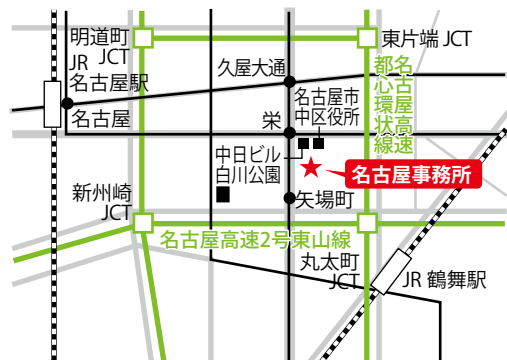 明道町
JCT
東片端 JCT
JR
名古屋駅
名古屋
久屋大通
名古屋高速
都心環状線
名古屋市
中区役所
栄
中日ビル
白川公園
名古屋事務所
新州崎
JCT
矢場町
名古屋高速2号東山線
丸太町
JCT
JR 鶴舞駅